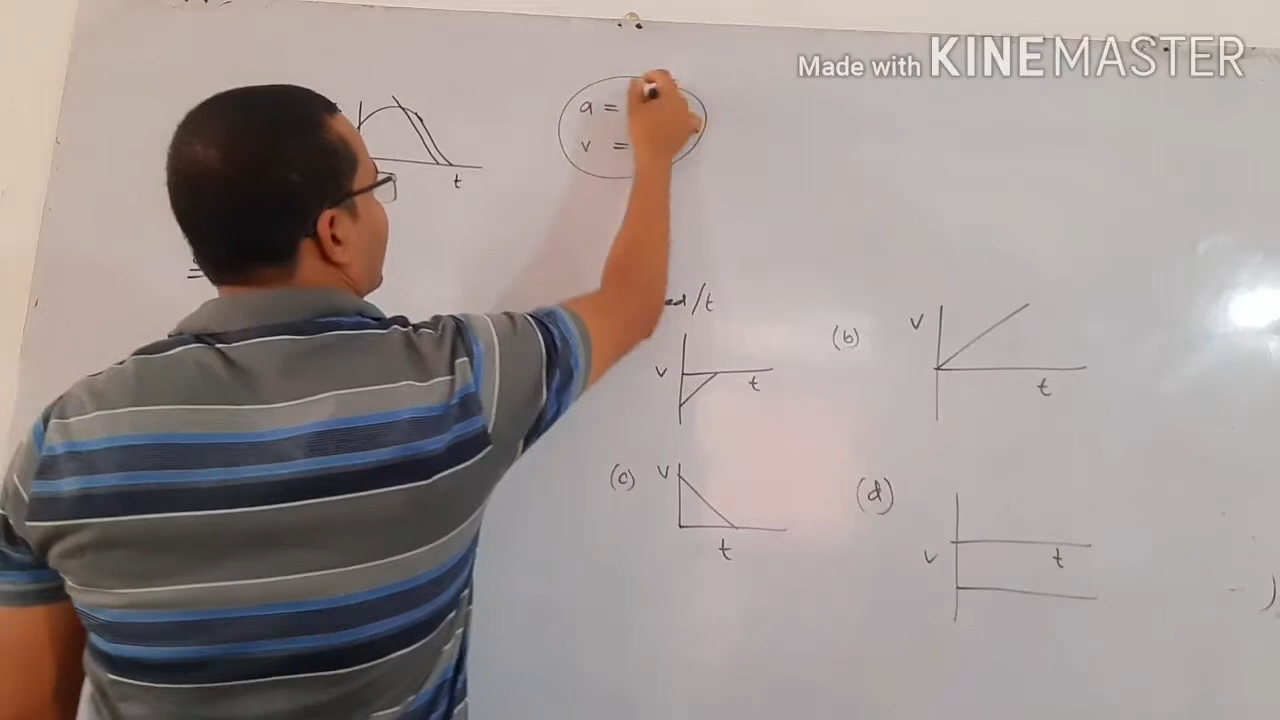 Made with KINEMASTER
a =
v =
t
/t
v
t
(b)
v
t
(c)
v
t
(d)
v
t